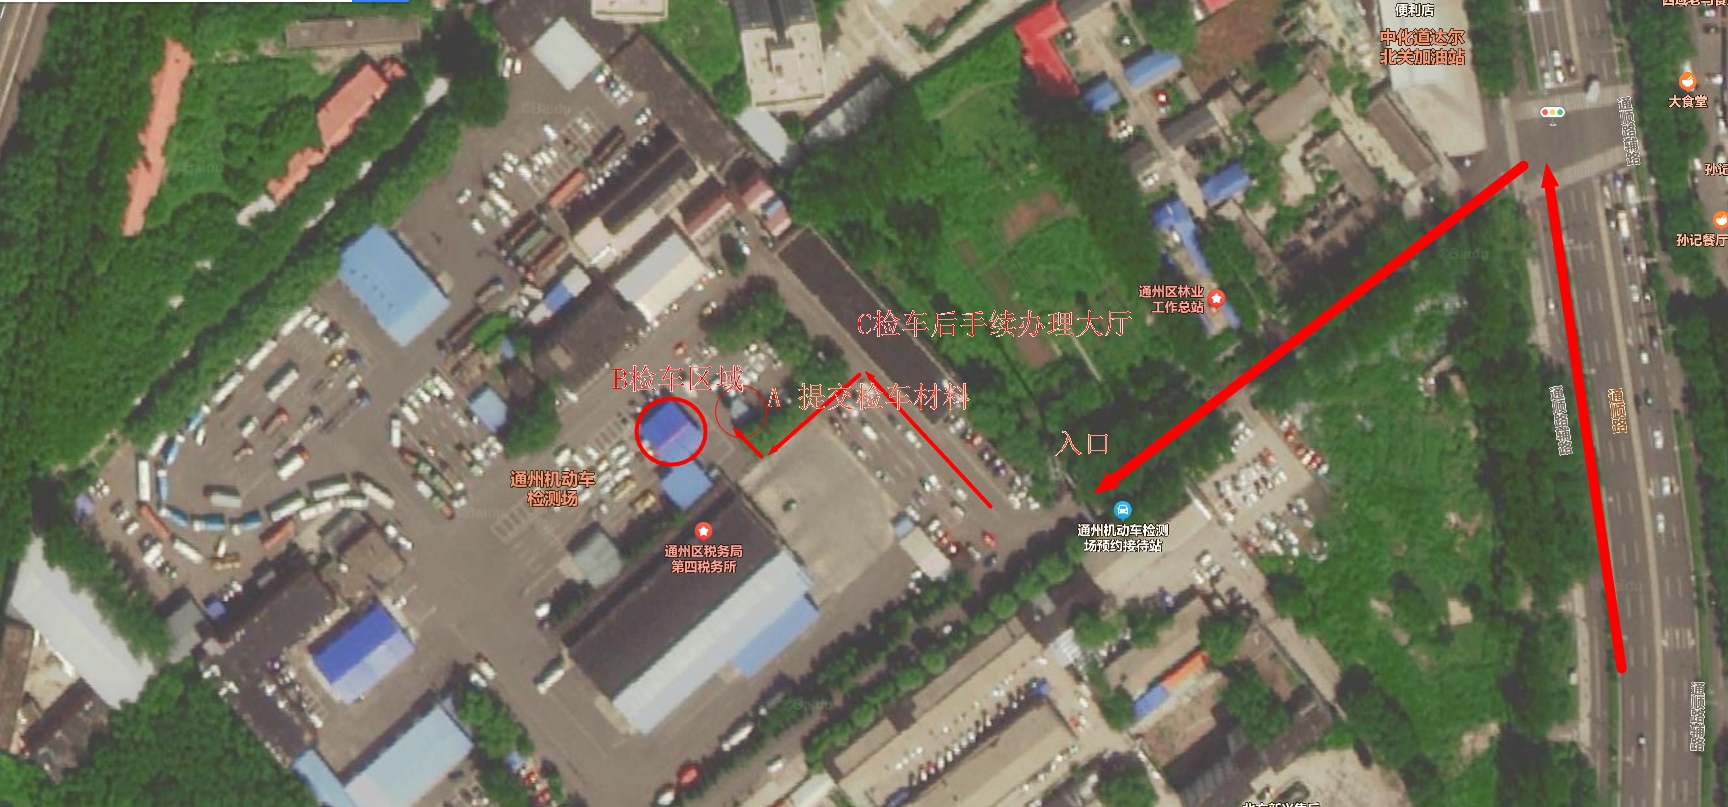 便利店
中化道达尔
北关加油站
大食堂
通顺路辅路
孙记餐厅
通州区林业
工作总站
C检车后手续办理大厅
B检车区域
A 提交检车材料
入口
通顺路辅路
通顺路
通州机动车
检测场
通州机动车检测
场预约接待站
通州区税务局
第四税务所
通顺路辅路
©Baidu
©Baidu
Baidu